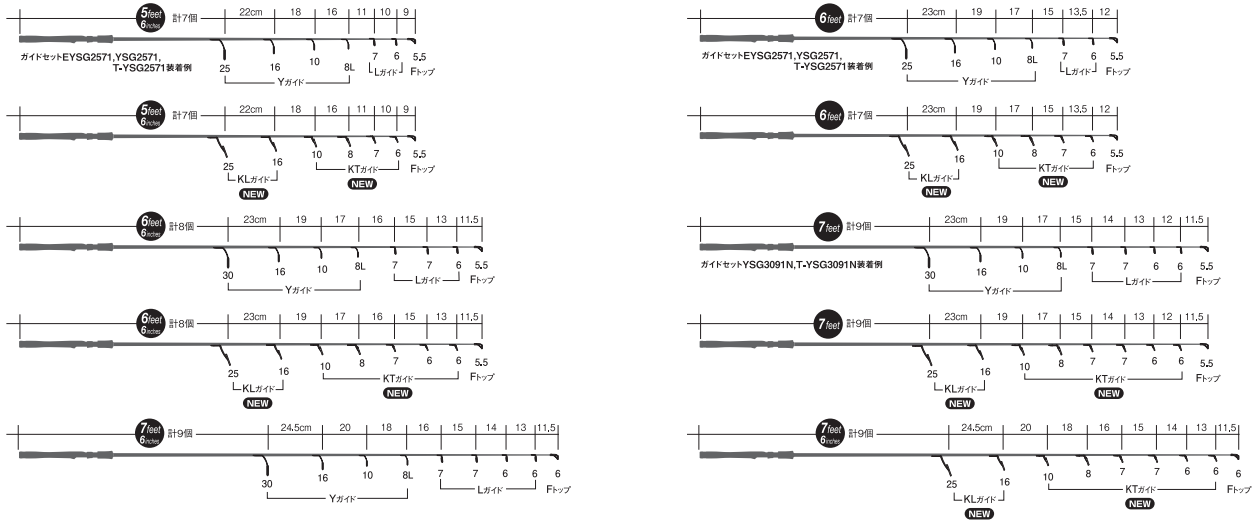 5feet 6inches 計7個 22cm 18 16 11 10 9
ガイドセットEYSG2571,YSG2571,
T-YSG2571装着例
25 16 10 8L 7 6 5.5
Yガイド Lガイド Fトップ
6feet 計7個 23cm 19 17 15 13,5 12
ガイドセットEYSG2571,YSG2571,
T-YSG2571装着例
25 16 10 8L 7 6 5.5
Yガイド Lガイド Fトップ
5feet 6inches 計7個 22cm 18 16 11 10 9
25 16 10 8 7 6 5.5
KLガイド KTガイド Fトップ
NEW NEW
6feet 計7個 23cm 19 17 15 13,5 12
25 16 10 8 7 6 5.5
KLガイド KTガイド Fトップ
NEW NEW
6feet 6inches 計8個 23cm 19 17 16 15 13 11,5
30 16 10 8L 7 7 6 5.5
Yガイド Lガイド Fトップ
7feet 計9個 23cm 19 17 15 14 13 12 11,5
ガイドセットYSG3091N,T-YSG3091N装着例
30 16 10 8L 7 7 6 6 5.5
Yガイド Lガイド Fトップ
6feet 6inches 計8個 23cm 19 17 16 15 13 11,5
25 16 10 8 7 6 6 5.5
KLガイド KTガイド Fトップ
NEW NEW
7feet 計9個 23cm 19 17 15 14 13 12 11,5
25 16 10 8 7 7 6 6 5.5
KLガイド KTガイド Fトップ
NEW NEW
7feet 6inches 計9個 24.5cm 20 18 16 15 14 13 11,5
30 16 10 8L 7 7 6 6 6
Yガイド Lガイド Fトップ
7feet 6inches 計9個 24.5cm 20 18 16 15 14 13 11,5
25 16 10 8 7 7 6 6 6
KLガイド KTガイド Fトップ
NEW NEW